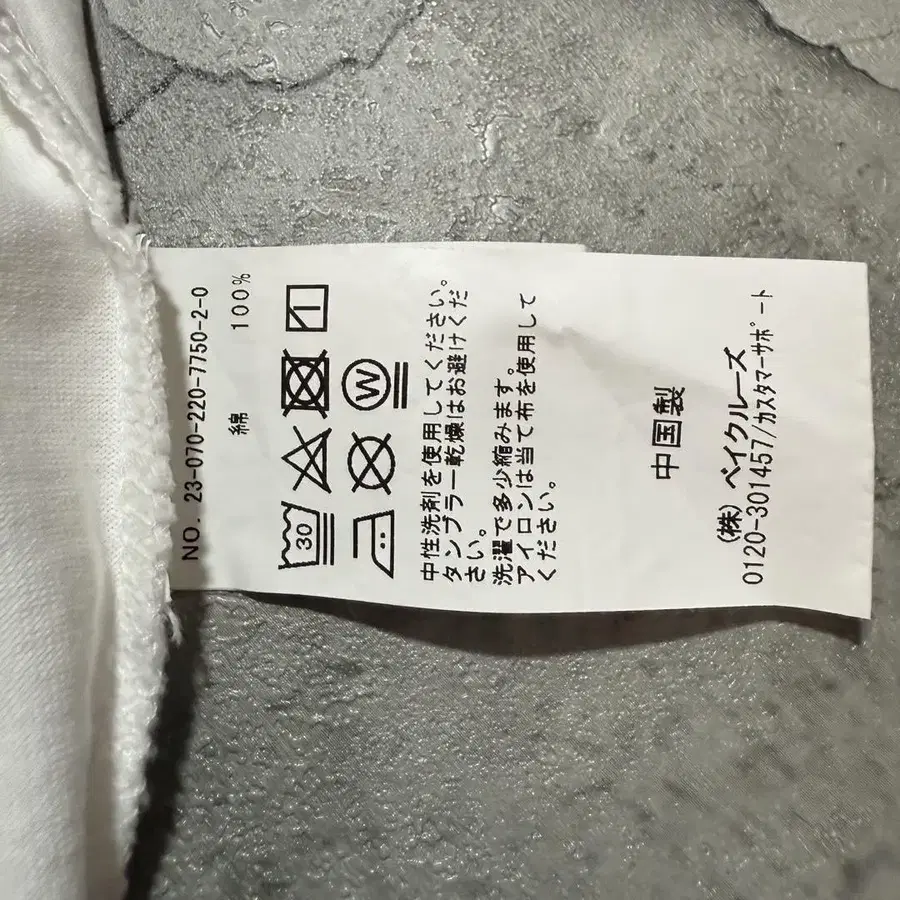 NO. 23-070-220-7750-2-0
綿 100%
30
W
中性洗剤を使用してください。
タンブラー乾燥はお避けくだ
さい。
洗濯で多少縮みます。
アイロンは当て布を使用して
ください。
中国製
(株) ベイクルーズ
0120-301457/カスタマーサポート